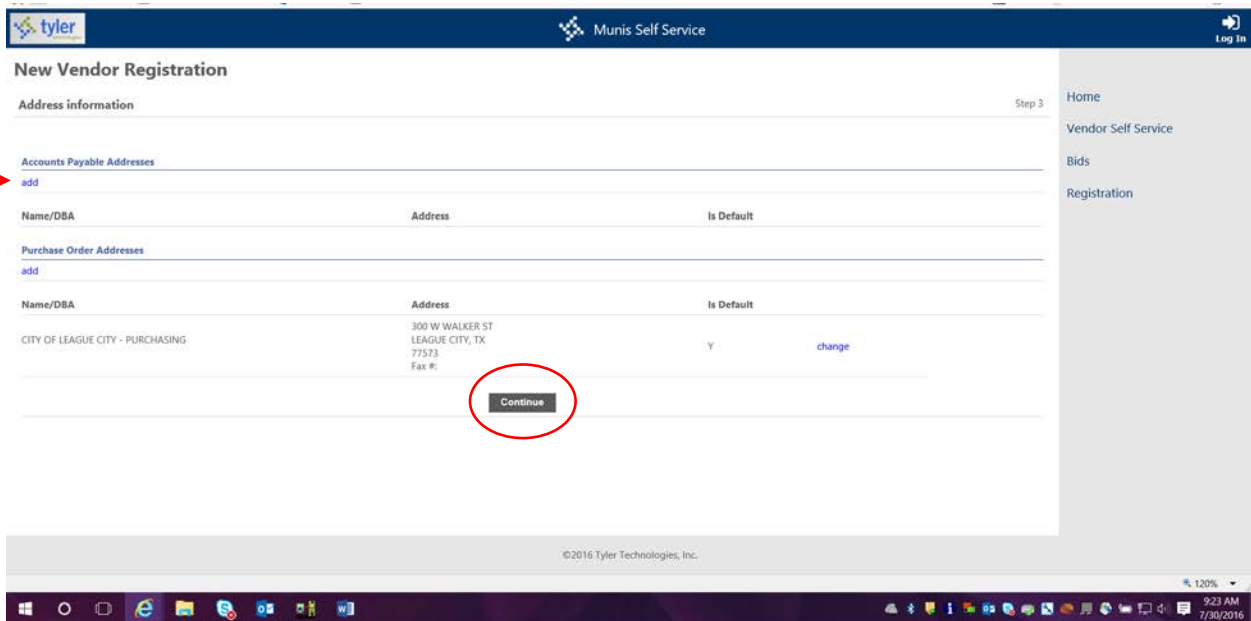 tyler
technologies
Munis Self Service
Log In
New Vendor Registration
Address information
Step 3
Home
Vendor Self Service
Bids
Registration
Accounts Payable Addresses
add
Name/DBA Address Is Default
Purchase Order Addresses
add
Name/DBA Address Is Default
CITY OF LEAGUE CITY - PURCHASING
300 W WALKER ST
LEAGUE CITY, TX
77573
Fax #:
Y
change
Continue
©2016 Tyler Technologies, Inc.
120%
9:23 AM
7/30/2016